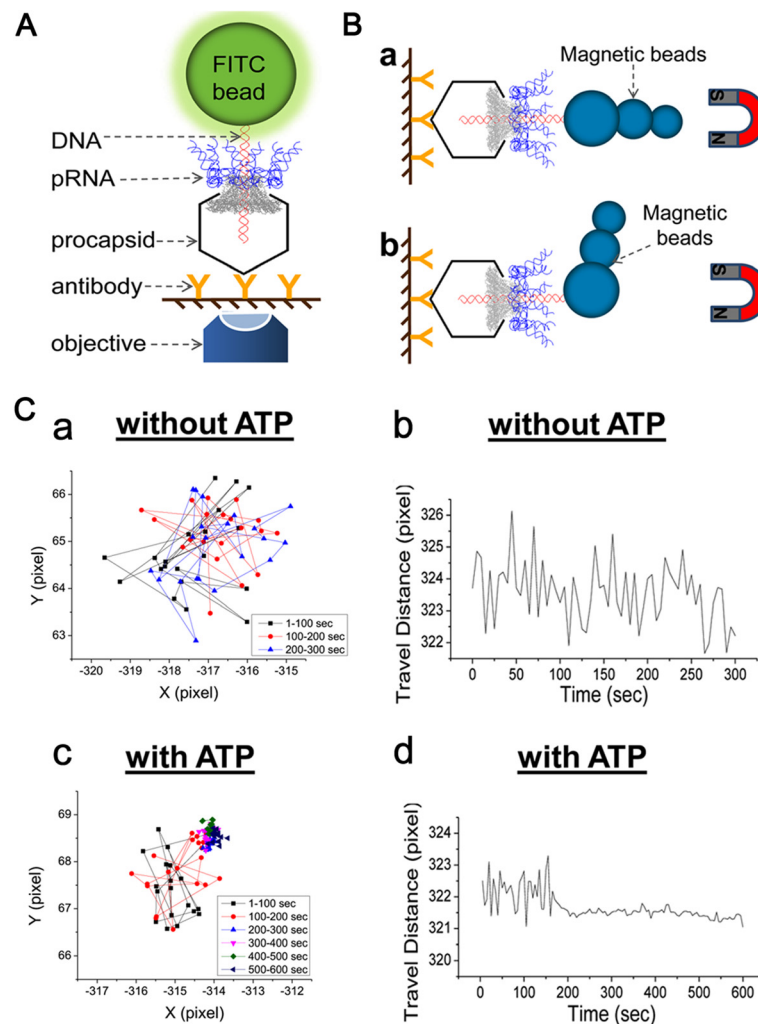 A
FITC
bead
DNA
pRNA
procapsid
antibody
objective
B
a
Magnetic beads
S
N
b
Magnetic
beads
S
N
C
a
without ATP
66
65
64
63
Y (pixel)
-320
-319
-318
-317
-316
-315
X (pixel)
1-100 sec
100-200 sec
200-300 sec
b
without ATP
326
325
324
323
322
Travel Distance (pixel)
0
50
100
150
200
250
300
Time (sec)
c
with ATP
69
68
67
66
Y (pixel)
-317
-316
-315
-314
-313
-312
X (pixel)
1-100 sec
100-200 sec
200-300 sec
300-400 sec
400-500 sec
500-600 sec
d
with ATP
324
323
322
321
320
Travel Distance (pixel)
0
100
200
300
400
500
600
Time (sec)